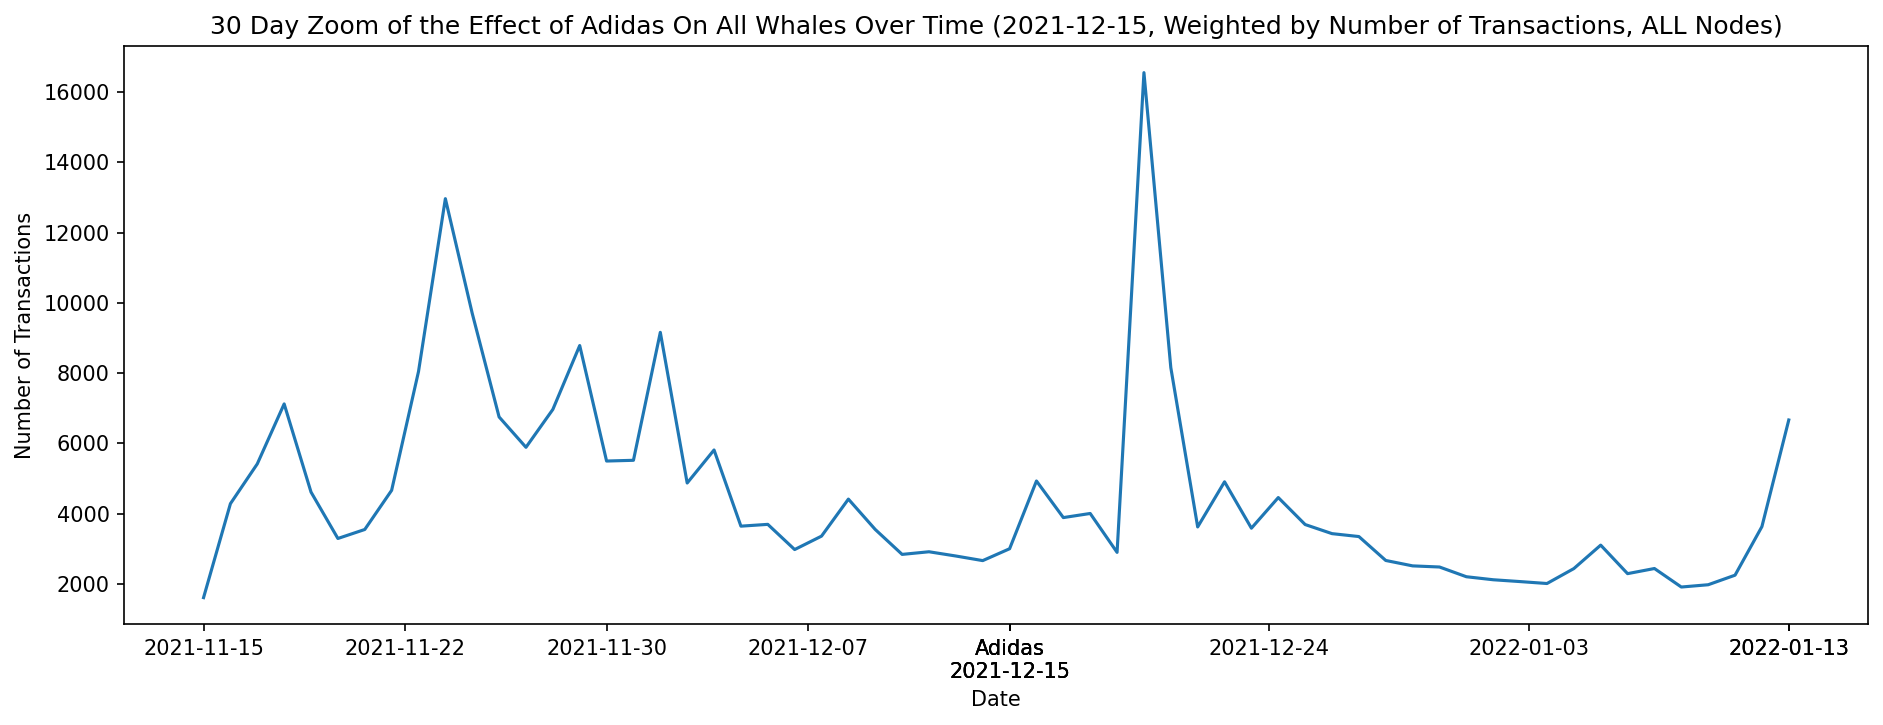 30 Day Zoom of the Effect of Adidas On All Whales Over Time (2021-12-15, Weighted by Number of Transactions, ALL Nodes)
16000
14000
12000
10000
8000
6000
4000
2000
Number of Transactions
2021-11-15 2021-11-22 2021-11-30 2021-12-07 Adidas 2021-12-24 2022-01-03 2022-01-13
2021-12-15
Date